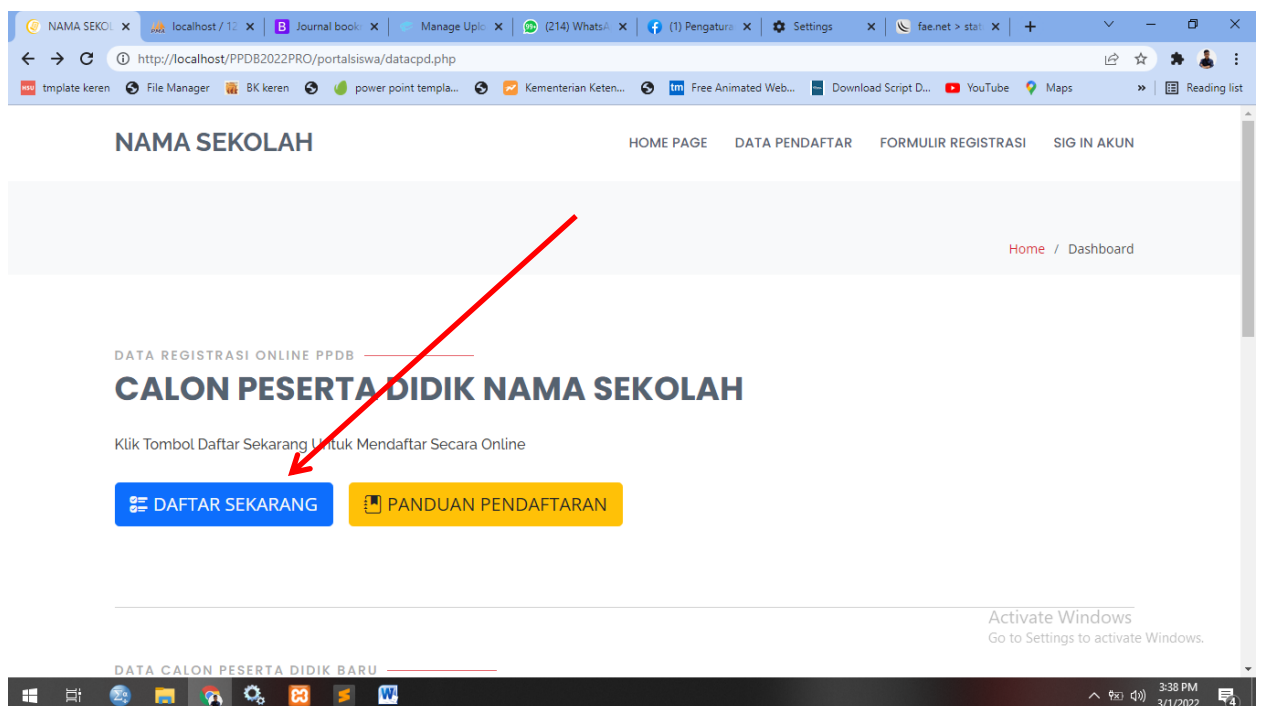 NAMA SEKOL
localhost / 12
Journal book
Manage Uplo
(214) WhatsA
(1) Pengatura
Settings
fae.net > stat
http://localhost/PPDB2022PRO/portalsiswa/datacpd.php
tmplate keren File Manager BK keren power point templa... Kementerian Keten... Free Animated Web... Download Script D... YouTube Maps » Reading list
NAMA SEKOLAH
HOME PAGE DATA PENDAFTAR FORMULIR REGISTRASI SIG IN AKUN
Home / Dashboard
DATA REGISTRASI ONLINE PPDB
CALON PESERTA DIDIK NAMA SEKOLAH
Klik Tombol Daftar Sekarang Untuk Mendaftar Secara Online
DAFTAR SEKARANG PANDUAN PENDAFTARAN
Activate Windows
Go to Settings to activate Windows.
DATA CALON PESERTA DIDIK BARU
3:38 PM
3/1/2022